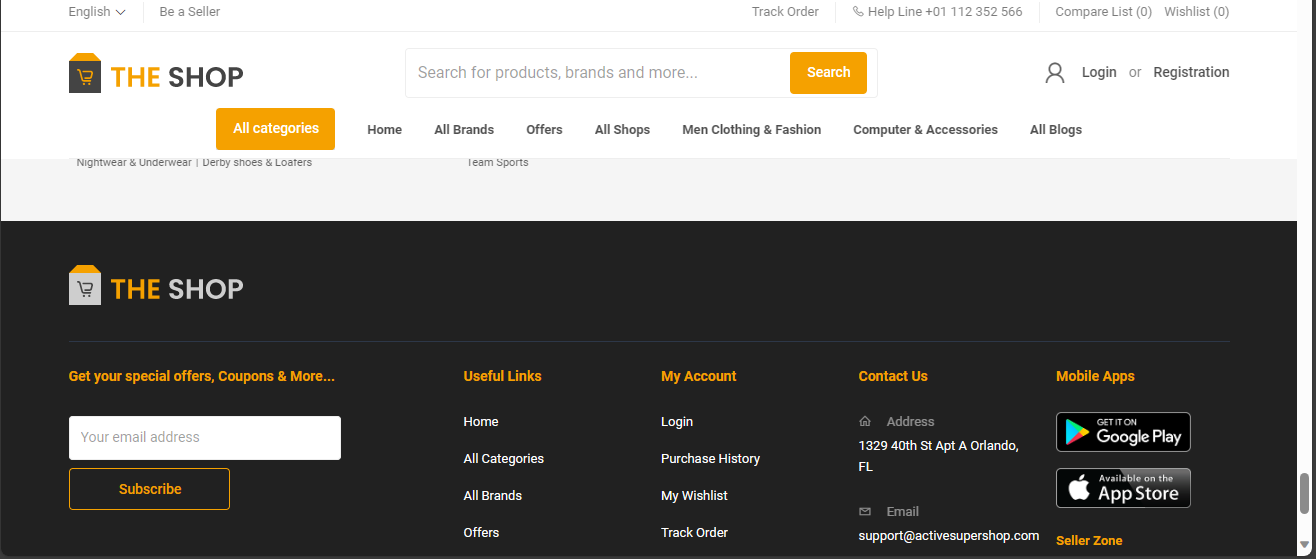 English Be a Seller Track Order Help Line +01 112 352 566 Compare List (0) Wishlist (0)
THE SHOP Search for products, brands and more... Search Login or Registration
All categories Home All Brands Offers All Shops Men Clothing & Fashion Computer & Accessories All Blogs
Nightwear & Underwear | Derby shoes & Loafers Team Sports
THE SHOP
Get your special offers, Coupons & More...
Your email address
Subscribe
Useful Links
Home
All Categories
All Brands
Offers
My Account
Login
Purchase History
My Wishlist
Track Order
Contact Us
Address
1329 40th St Apt A Orlando,
FL
Email
support@activesupershop.com
Mobile Apps
GET IT ON
Google Play
Available on the
App Store
Seller Zone